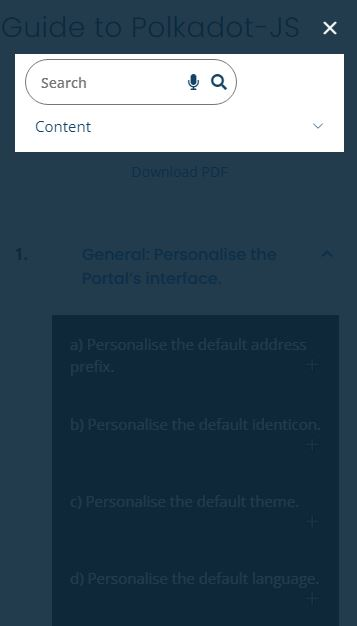 Guide to Polkadot-JS
Search
Content
Download PDF
1. General: Personalise the
Portal's interface.
a) Personalise the default address
prefix.
b) Personalise the default identicon.
c) Personalise the default theme.
d) Personalise the default language.